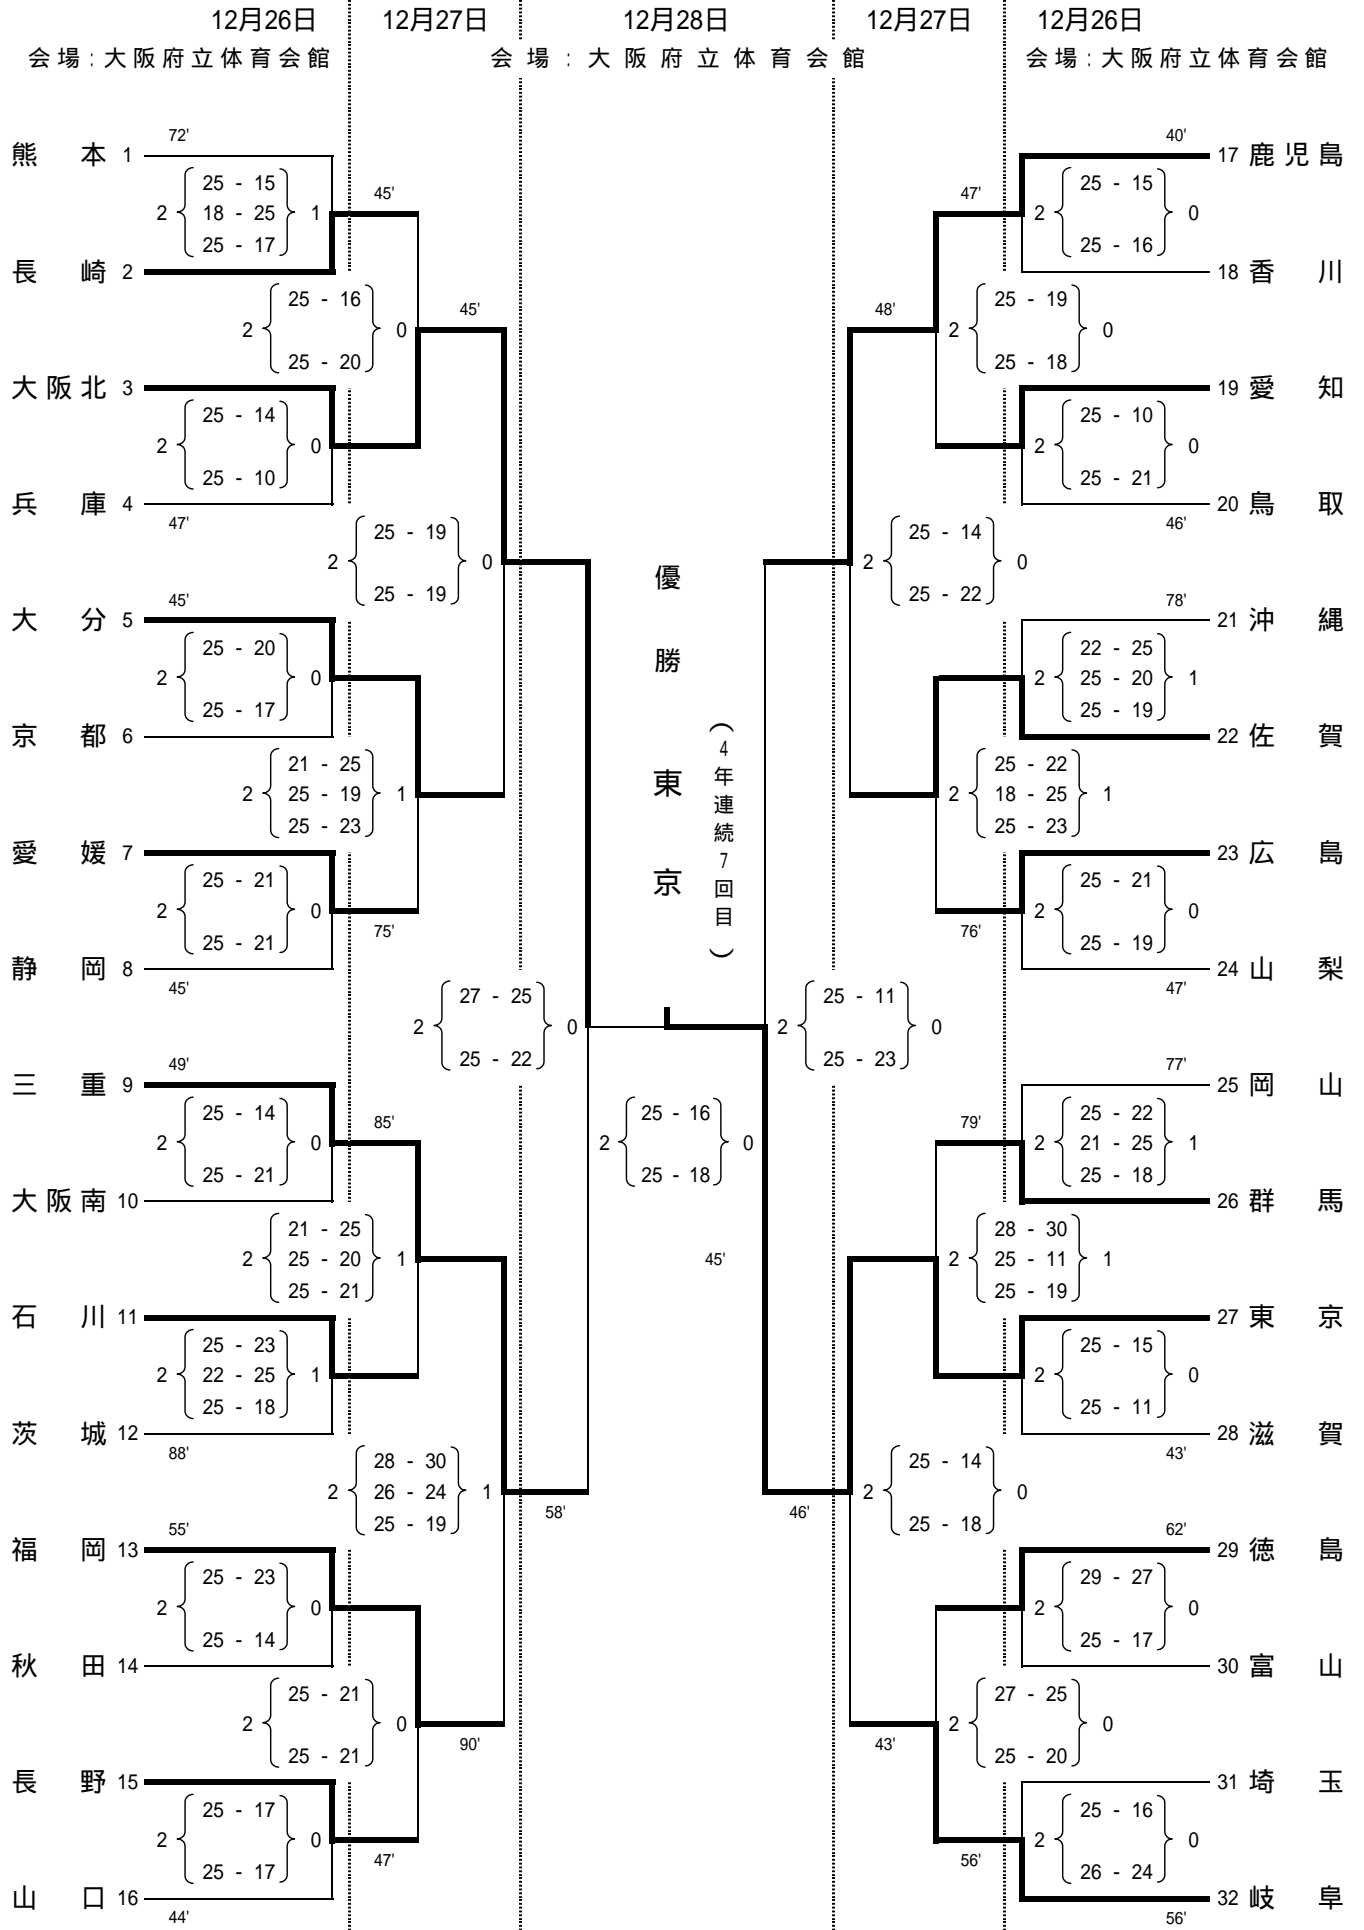 12月26日 12月27日 12月28日 12月27日 12月26日
会場:大阪府立体育会館 会場:大阪府立体育会館 会場:大阪府立体育会館
72' 40'
熊本 1 17 鹿児島
25 - 15 45' 47' 25 - 15
2 18 - 25 1 2 0
25 - 17 25 - 16
長崎 2 18 香川
25 - 16 45' 48' 25 - 19
2 0 2 0
25 - 20 25 - 18
大阪北 3 19 愛知
25 - 14 25 - 10
2 0 2 0
25 - 10 25 - 21
兵庫 4 20 鳥取
47' 46'
25 - 19 25 - 14
2 0 2 0
25 - 19 25 - 22
優勝 東京
(4年連続7回目)
45' 78'
大分 5 21 沖縄
25 - 20 22 - 25
2 0 2 25 - 20 1
25 - 17 25 - 19
京都 6 22 佐賀
21 - 25 25 - 22
2 25 - 19 1 2 18 - 25 1
25 - 23 25 - 23
愛媛 7 23 広島
25 - 21 25 - 21
2 0 2 0
25 - 21 75' 76' 25 - 19
静岡 8 24 山梨
45' 47'
27 - 25 25 - 11
2 0 2 0
25 - 22 25 - 23
49' 77'
三重 9 25 岡山
25 - 14 85' 25 - 16 79' 25 - 22
2 0 2 0 2 21 - 25 1
25 - 21 25 - 18 25 - 18
大阪南 10 26 群馬
21 - 25 28 - 30
2 25 - 20 1 45' 2 25 - 11 1
25 - 21 25 - 19
石川 11 27 東京
25 - 23 25 - 15
2 22 - 25 1 2 0
25 - 18 25 - 11
茨城 12 28 滋賀
88' 43'
28 - 30 25 - 14
2 26 - 24 1 2 0
25 - 19 58' 46' 25 - 18
55' 62'
福岡 13 29 徳島
25 - 23 29 - 27
2 0 2 0
25 - 14 25 - 17
秋田 14 30 富山
25 - 21 27 - 25
2 0 2 0
25 - 21 90' 43' 25 - 20
長野 15 31 埼玉
25 - 17 25 - 16
2 0 2 0
25 - 17 47' 56' 26 - 24
山口 16 32 岐阜
44' 56'